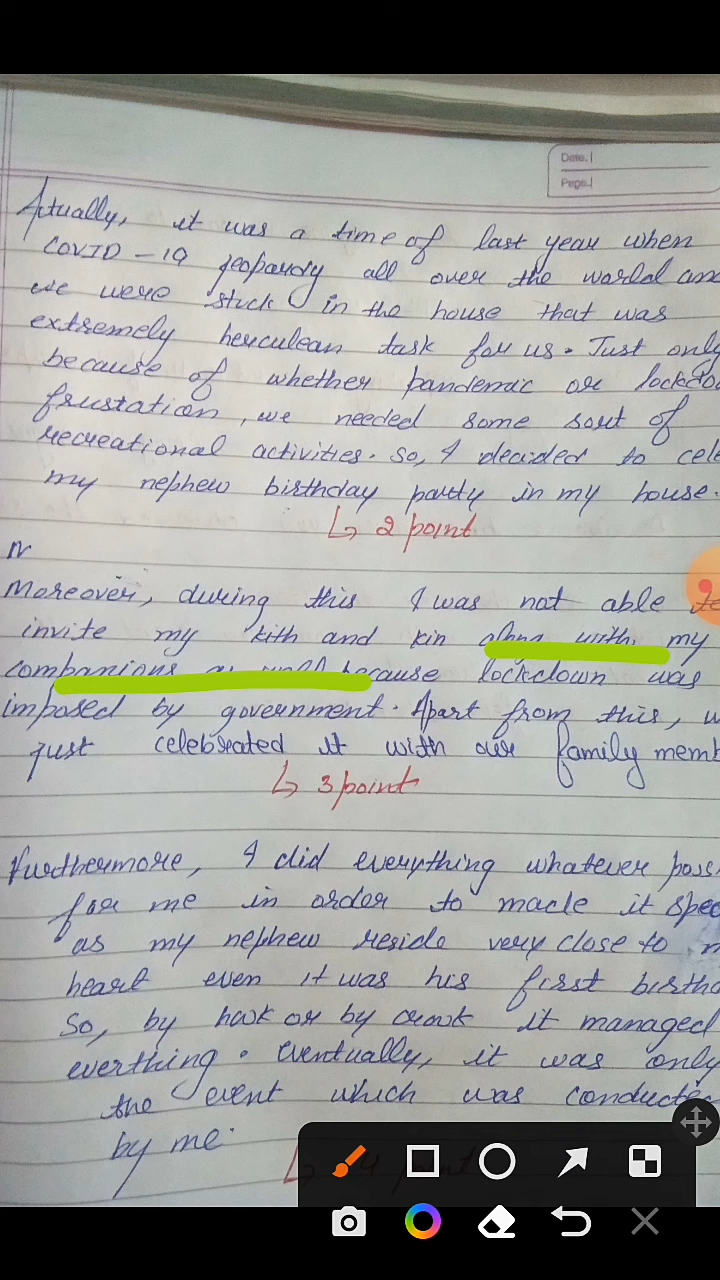 Date.
Page.
Actually, it was a time of last year when
COVID-19 jeopardy all over the world and
we were stuck in the house that was
extremely herculean task for us. Just only
because of whether pandemic or lockdo
frustation, we needed some sort of
recreational activities. So, I decided to cele
my nephew birthday party in my house.
↳ 2 point
Moreover, during this I was not able to
invite my kith and kin along with my
companions as well because lockdown was
imposed by government. Apart from this, w
just celebrated it with our family memb
↳ 3 point
Furthermore, I did everything whatever poss
for me in order to made it spec
as my nephew reside very close to m
heart even it was his first birthd
So, by hook or by crook it managed
everthing. Eventually, it was only
the event which was conducte
by me.
point